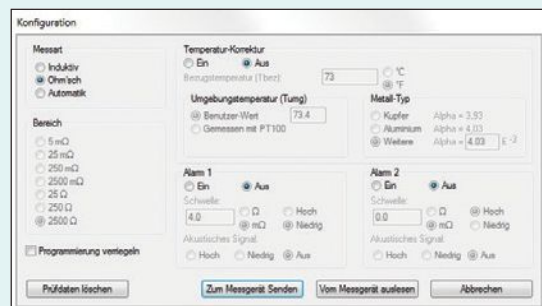 Konfiguration
Messart
Induktiv
Ohm'sch
Automatik
Bereich
5 mΩ
25 mΩ
250 mΩ
2500 mΩ
25 Ω
250 Ω
2500 Ω
Programmierung verriegeln
Temperatur-Korrektur
Ein Aus
Bezugstemperatur (Tbez): 73 °C
°F
Umgebungstemperatur (Tumg)
Benutzer-Wert 73.4
Gemessen mit PT100
Metall-Typ
Kupfer Alpha = 3,93
Aluminium Alpha = 4,03
Weitere Alpha = 4.03 E -3
Alarm 1
Ein Aus
Schwelle:
4.0 Ω Hoch
mΩ Niedrig
Akustisches Signal:
Hoch Niedrig Aus
Alarm 2
Ein Aus
Schwelle:
0.0 Ω Hoch
mΩ Niedrig
Akustisches Signal:
Hoch Niedrig Aus
Prüfdaten löschen Zum Messgerät Senden Vom Messgerät auslesen Abbrechen